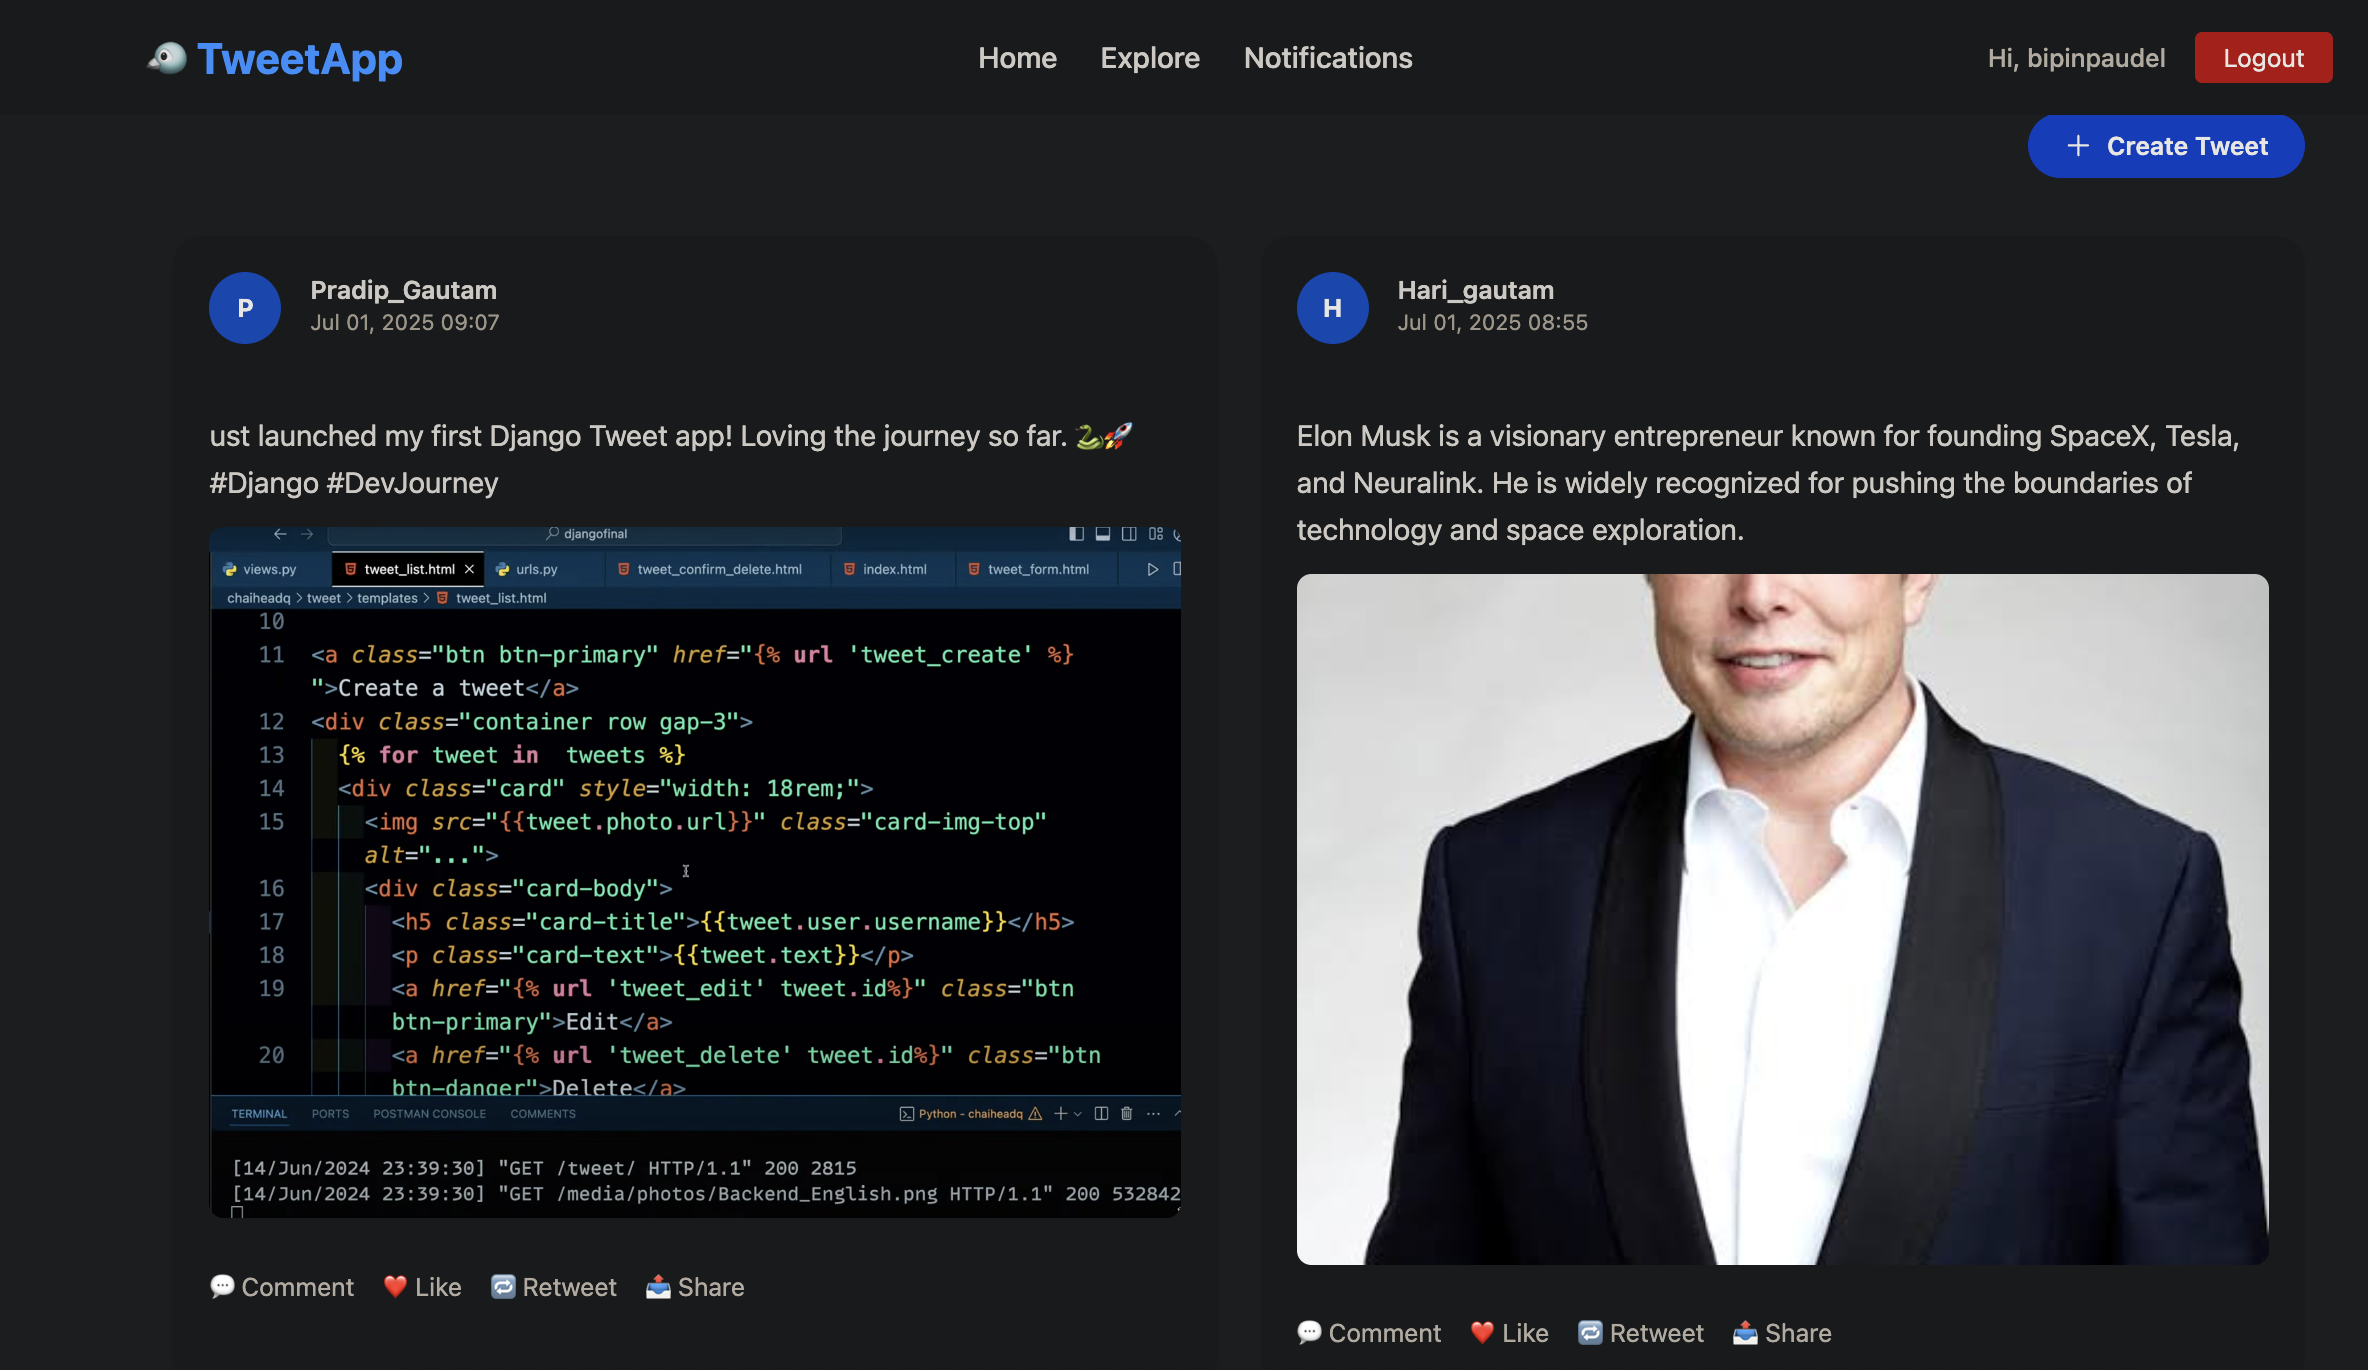 TweetApp
Home Explore Notifications
Hi, bipinpaudel Logout
+ Create Tweet
P
Pradip_Gautam
Jul 01, 2025 09:07
ust launched my first Django Tweet app! Loving the journey so far. 🐍🚀
#Django #DevJourney
djangofinal
views.py tweet_list.html × urls.py tweet_confirm_delete.html index.html tweet_form.html
chaiheadq > tweet > templates > tweet_list.html
10
11 <a class="btn btn-primary" href="{% url 'tweet_create' %}
">Create a tweet</a>
12 <div class="container row gap-3">
13 {% for tweet in  tweets %}
14 <div class="card" style="width: 18rem;">
15 <img src="{{tweet.photo.url}}" class="card-img-top"
alt="...">
16 <div class="card-body">
17 <h5 class="card-title">{{tweet.user.username}}</h5>
18 <p class="card-text">{{tweet.text}}</p>
19 <a href="{% url 'tweet_edit' tweet.id%}" class="btn
btn-primary">Edit</a>
20 <a href="{% url 'tweet_delete' tweet.id%}" class="btn
btn-danger">Delete</a>
TERMINAL PORTS POSTMAN CONSOLE COMMENTS Python - chaiheadq
[14/Jun/2024 23:39:30] "GET /tweet/ HTTP/1.1" 200 2815
[14/Jun/2024 23:39:30] "GET /media/photos/Backend_English.png HTTP/1.1" 200 532842
💬 Comment ❤️ Like 🔁 Retweet 📤 Share
H
Hari_gautam
Jul 01, 2025 08:55
Elon Musk is a visionary entrepreneur known for founding SpaceX, Tesla,
and Neuralink. He is widely recognized for pushing the boundaries of
technology and space exploration.
💬 Comment ❤️ Like 🔁 Retweet 📤 Share